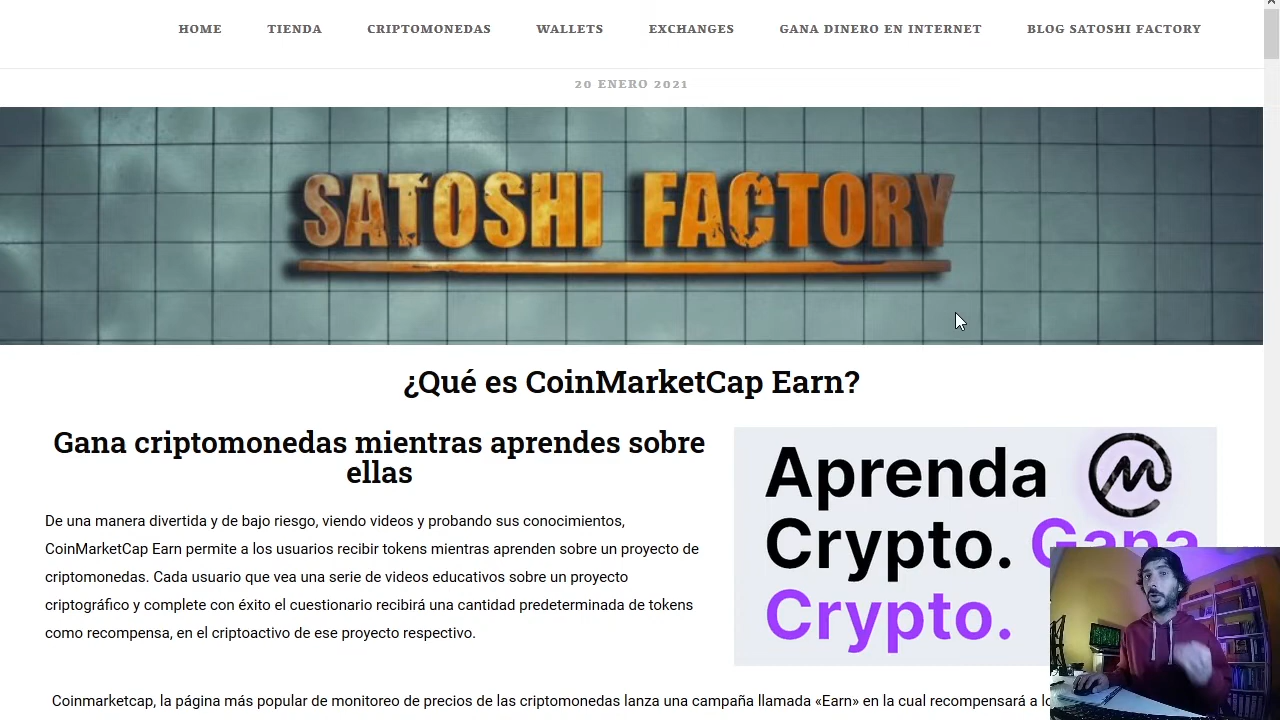 HOME TIENDA CRIPTOMONEDAS WALLETS EXCHANGES GANA DINERO EN INTERNET BLOG SATOSHI FACTORY
20 ENERO 2021
SATOSHI FACTORY
¿Qué es CoinMarketCap Earn?
Gana criptomonedas mientras aprendes sobre
ellas
De una manera divertida y de bajo riesgo, viendo videos y probando sus conocimientos,
CoinMarketCap Earn permite a los usuarios recibir tokens mientras aprenden sobre un proyecto de
criptomonedas. Cada usuario que vea una serie de videos educativos sobre un proyecto
criptográfico y complete con éxito el cuestionario recibirá una cantidad predeterminada de tokens
como recompensa, en el criptoactivo de ese proyecto respectivo.
Aprenda
Crypto. Gana
Crypto.
Coinmarketcap, la página más popular de monitoreo de precios de las criptomonedas lanza una campaña llamada «Earn» en la cual recompensará a